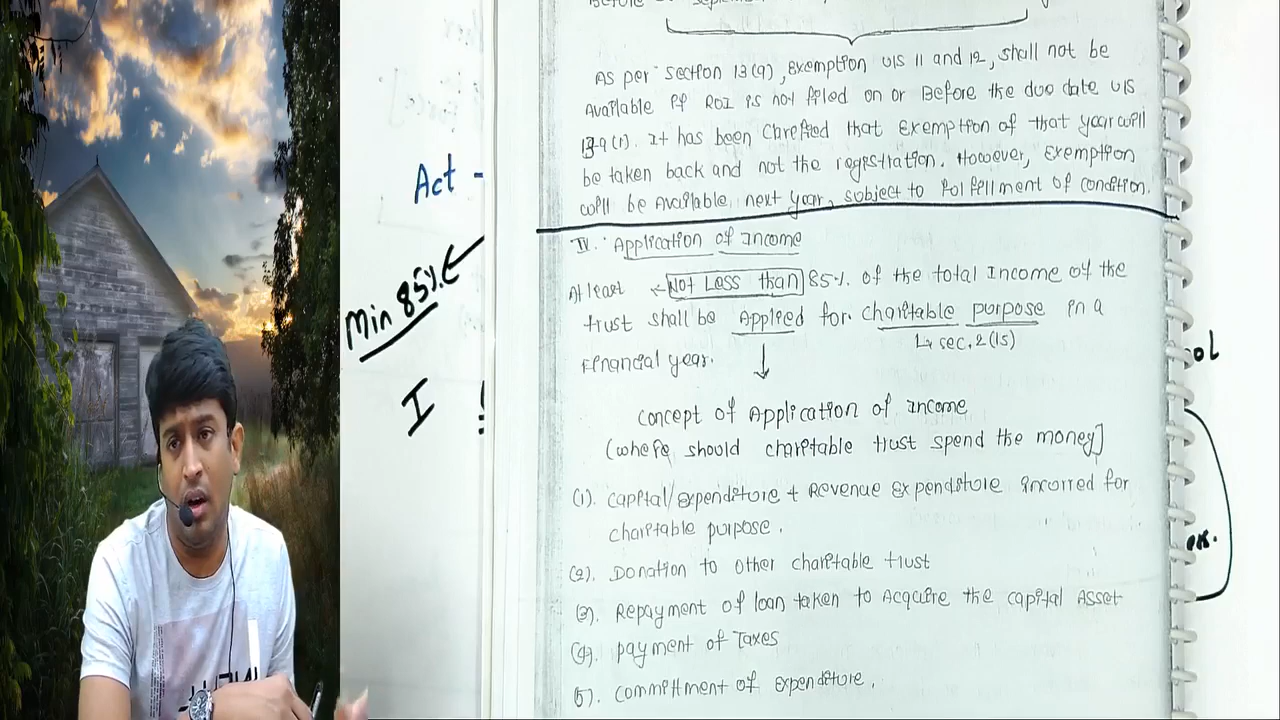 As per section 13(9), Exemption U/S 11 and 12, shall not be
Available if ROI is not filed on or Before the due date U/S
139(1). It has been Clarified that Exemption of that year will
be taken back and not the registration. However, Exemption
will be Available next year, subject to fulfillment of condition.
IV. Application of Income
At least ← Not Less than 85%. of the total Income of the
trust shall be Applied for charitable purpose in a
↳ sec.2(15)
Financial year.
Concept of Application of Income
(where should charitable trust spend the money]
(1). Capital/expenditure + Revenue Expenditure incurred for
charitable purpose.
(2). Donation to other charitable trust
(3). Repayment of loan taken to Acquire the capital Asset
(4). payment of Taxes
(5). commitment of expenditure.
Act -
Min 85%. ←
I